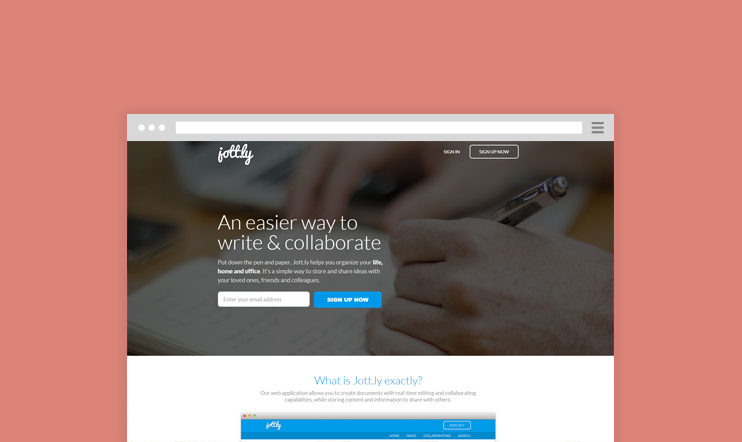 jott.ly
SIGN IN
SIGN UP NOW
An easier way to
write & collaborate
Put down the pen and paper. Jott.ly helps you organize your life,
home and office. It's a simple way to store and share ideas with
your loved ones, friends and colleagues.
Enter your email address
SIGN UP NOW
What is Jott.ly exactly?
Our web application allows you to create documents with real-time editing and collaborating
capabilities, while storing content and information to share with others.
jott.ly
SIGN OUT
HOME
PAGES
COLLABORATORS
SEARCH